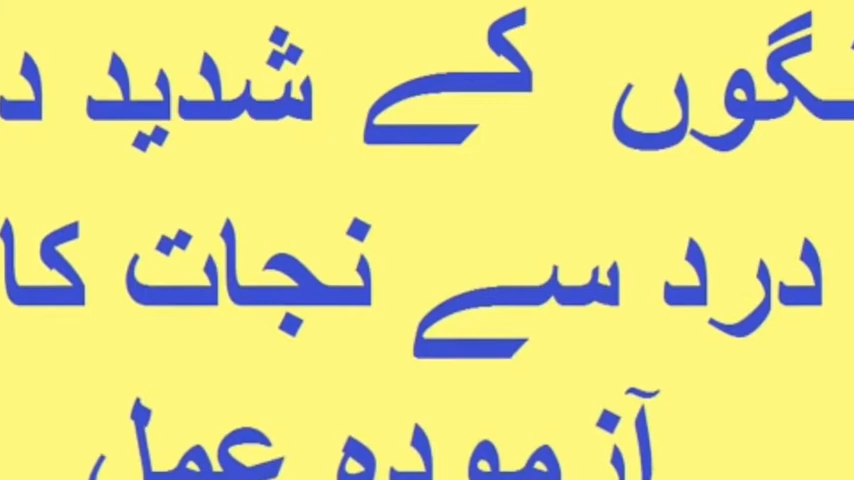 کے شدید
درد سے نجات کا
آزمودہ عمل